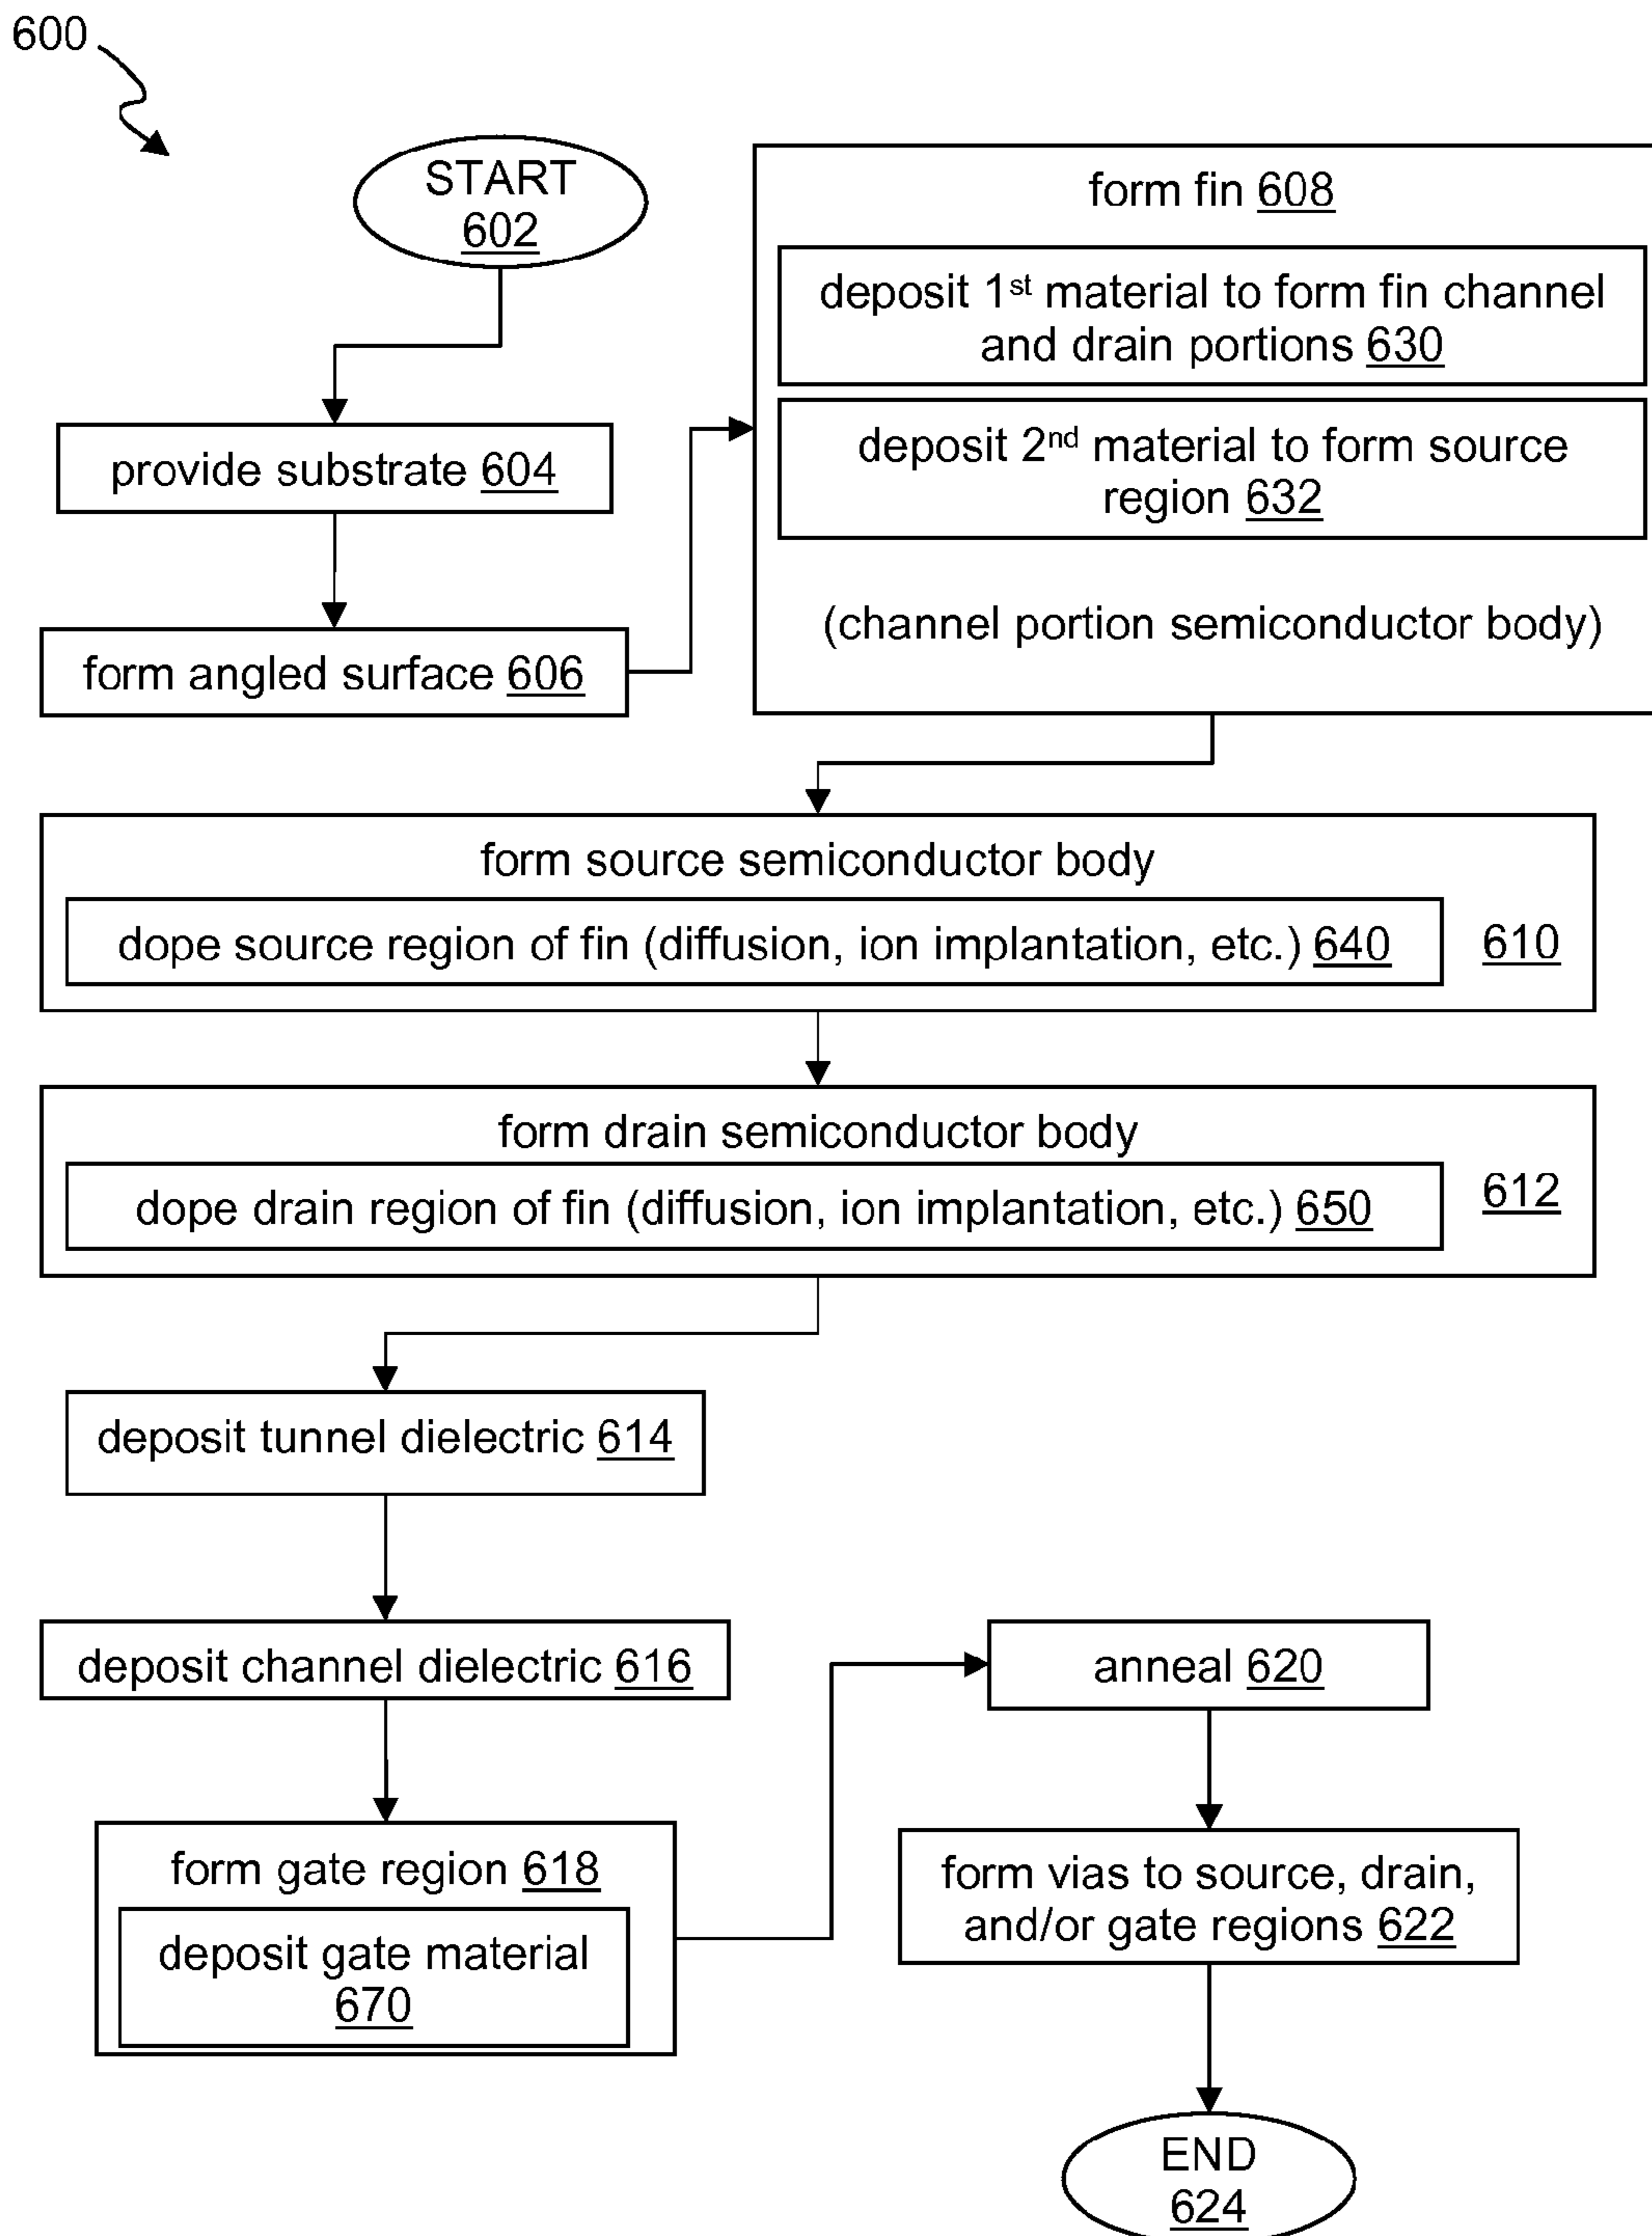 600
START
602
provide substrate 604
form angled surface 606
form fin 608
deposit 1st material to form fin channel
and drain portions 630
deposit 2nd material to form source
region 632
(channel portion semiconductor body)
form source semiconductor body
dope source region of fin (diffusion, ion implantation, etc.) 640
610
form drain semiconductor body
dope drain region of fin (diffusion, ion implantation, etc.) 650
612
deposit tunnel dielectric 614
deposit channel dielectric 616
form gate region 618
deposit gate material
670
anneal 620
form vias to source, drain,
and/or gate regions 622
END
624